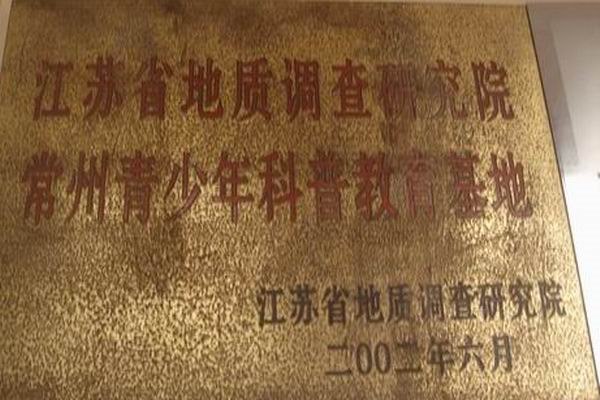 江苏省地质调查研究院
常州青少年科普教育基地
江苏省地质调查研究院
二00二年六月